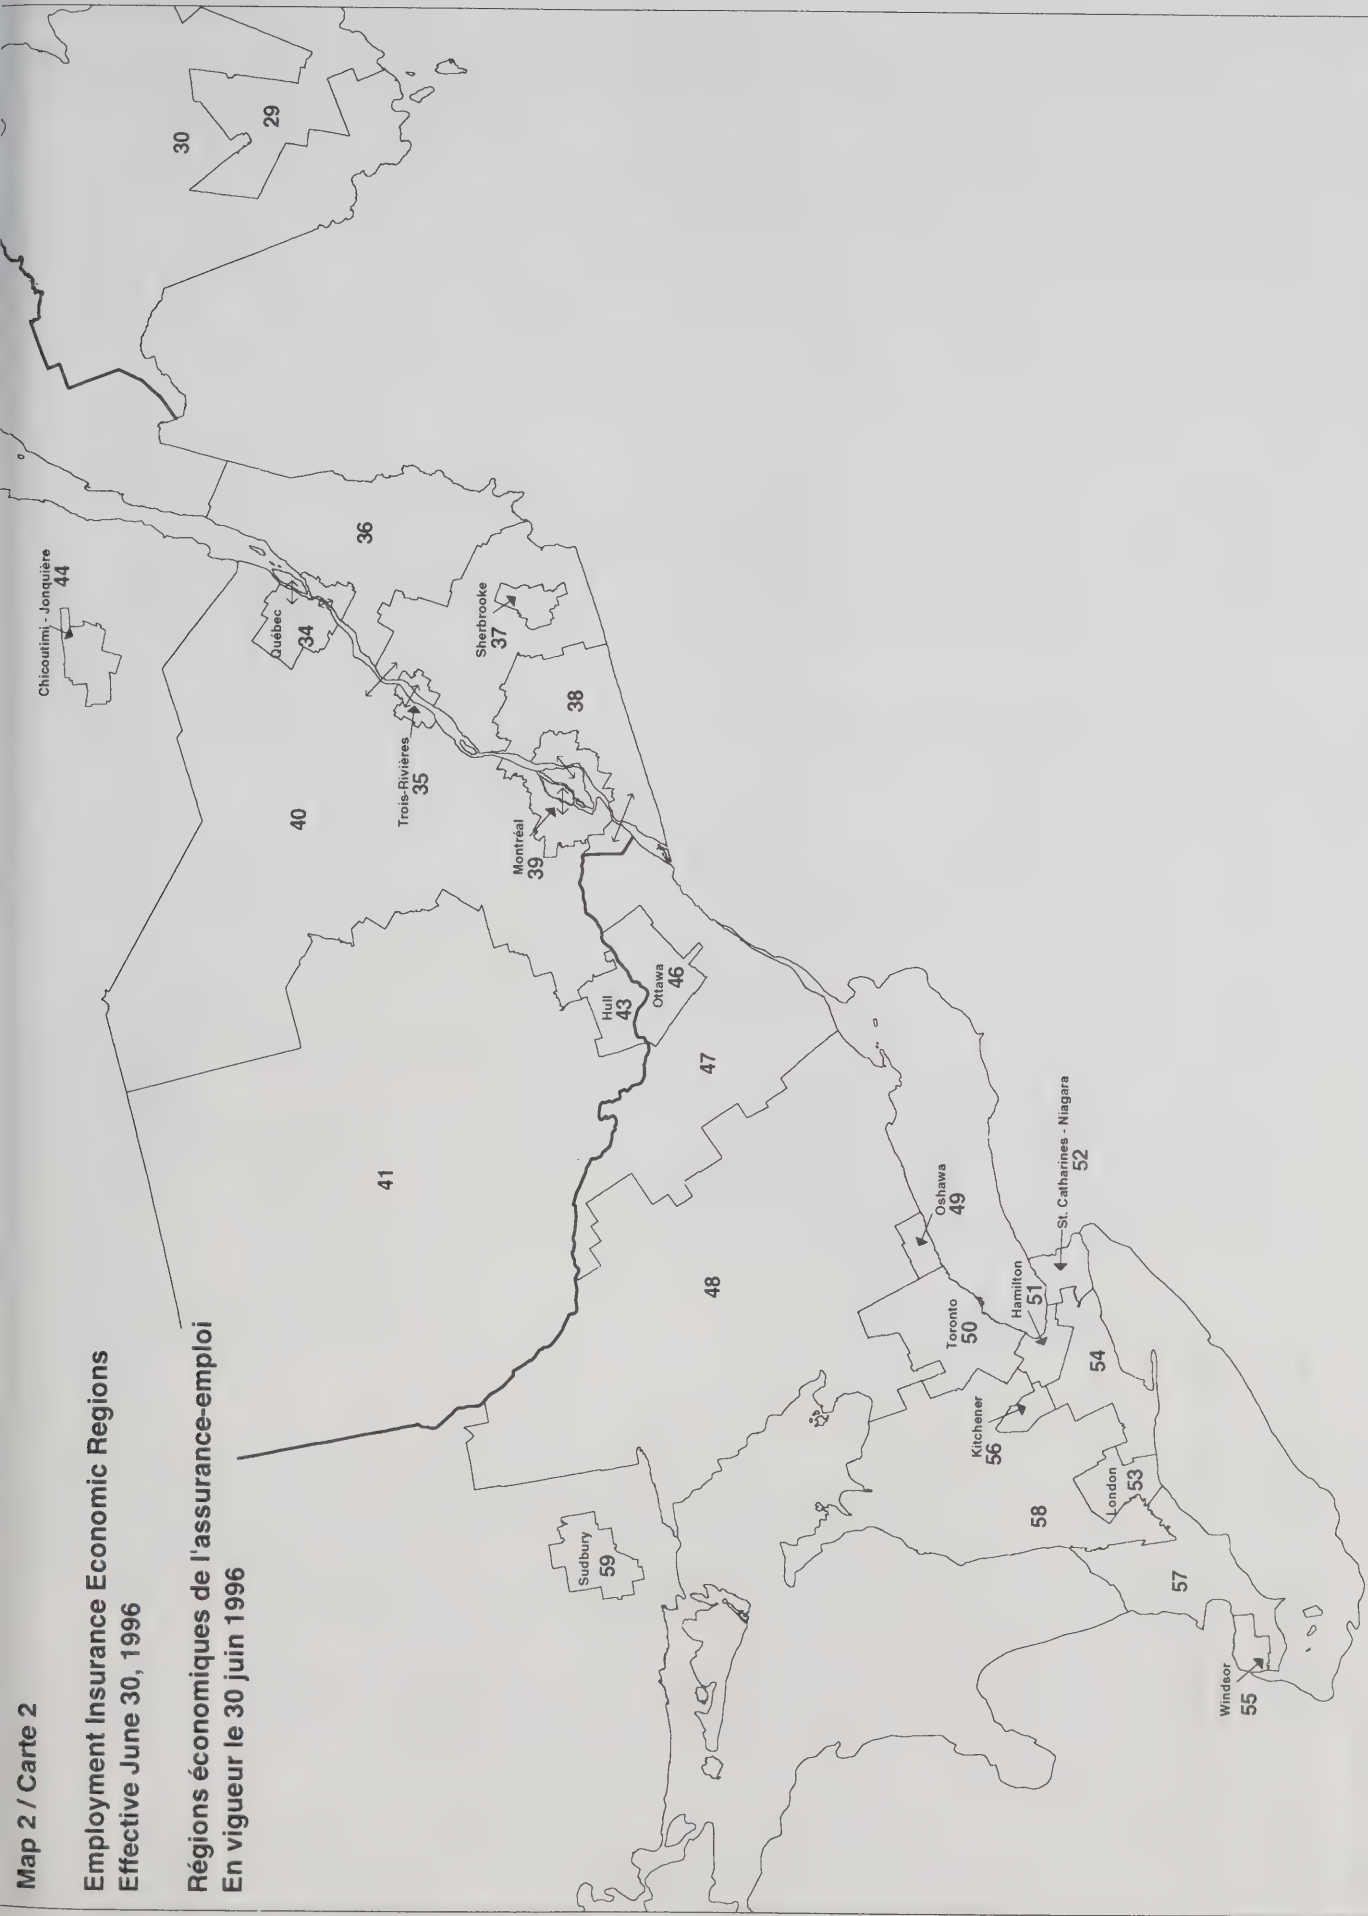 Map 2 / Carte 2
Employment Insurance Economic Regions
Effective June 30, 1996
Régions économiques de l'assurance-emploi
En vigueur le 30 juin 1996
Chicoutimi - Jonquière
44
30
29
36
Québec
34
Sherbrooke
37
38
Trois-Rivières
35
40
Montréal
39
41
Hull
43
Ottawa
46
47
48
Oshawa
49
Toronto
50
Hamilton
51
St. Catharines - Niagara
52
54
Kitchener
56
London
53
58
57
Sudbury
59
Windsor
55